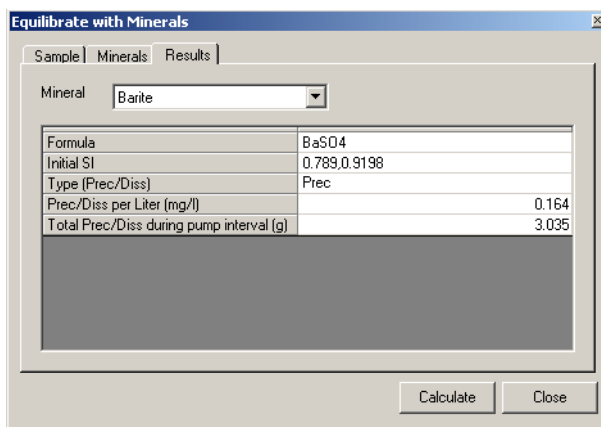 Equilibrate with Minerals
Sample Minerals Results
Mineral Barite
Formula BaSO4
Initial SI 0.789,0.9198
Type (Prec/Diss) Prec
Prec/Diss per Liter (mg/l) 0.164
Total Prec/Diss during pump interval (g) 3.035
Calculate Close